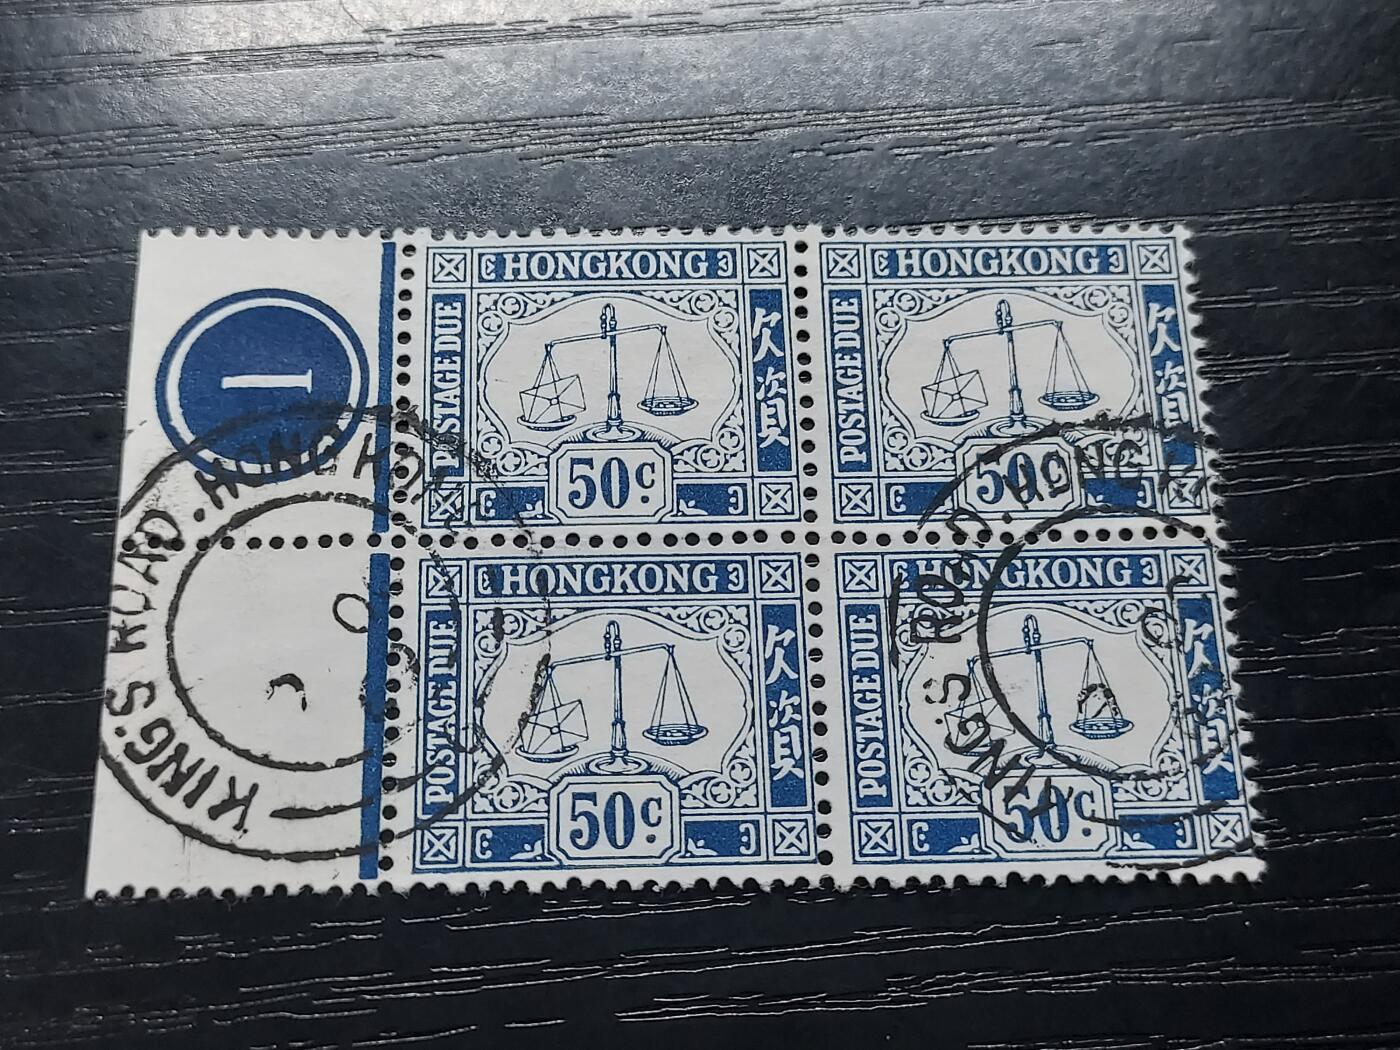 1
HONGKONG
POSTAGE DUE
欠資
50c
HONGKONG
POSTAGE DUE
欠資
50c
HONGKONG
POSTAGE DUE
欠資
50c
HONGKONG
POSTAGE DUE
欠資
50c
KING'S ROAD. HONG KONG
KING'S ROAD. HONG K